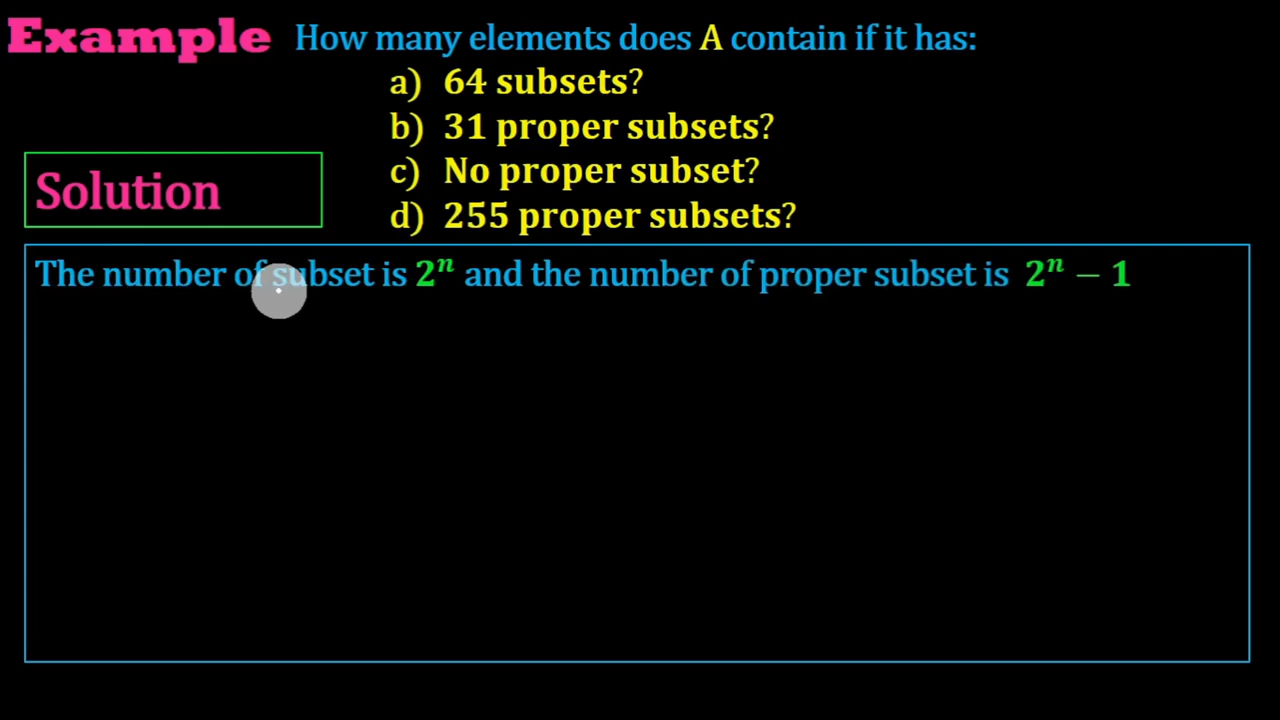 Example How many elements does A contain if it has:
a) 64 subsets?
b) 31 proper subsets?
c) No proper subset?
d) 255 proper subsets?
Solution
The number of subset is 2ⁿ and the number of proper subset is 2ⁿ − 1